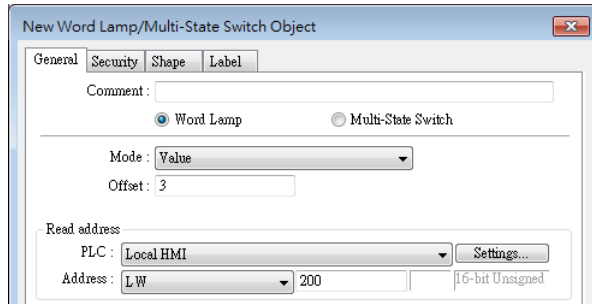 New Word Lamp/Multi-State Switch Object
General Security Shape Label
Comment :
Word Lamp Multi-State Switch
Mode : Value
Offset : 3
Read address
PLC : Local HMI Settings...
Address : LW 200 16-bit Unsigned